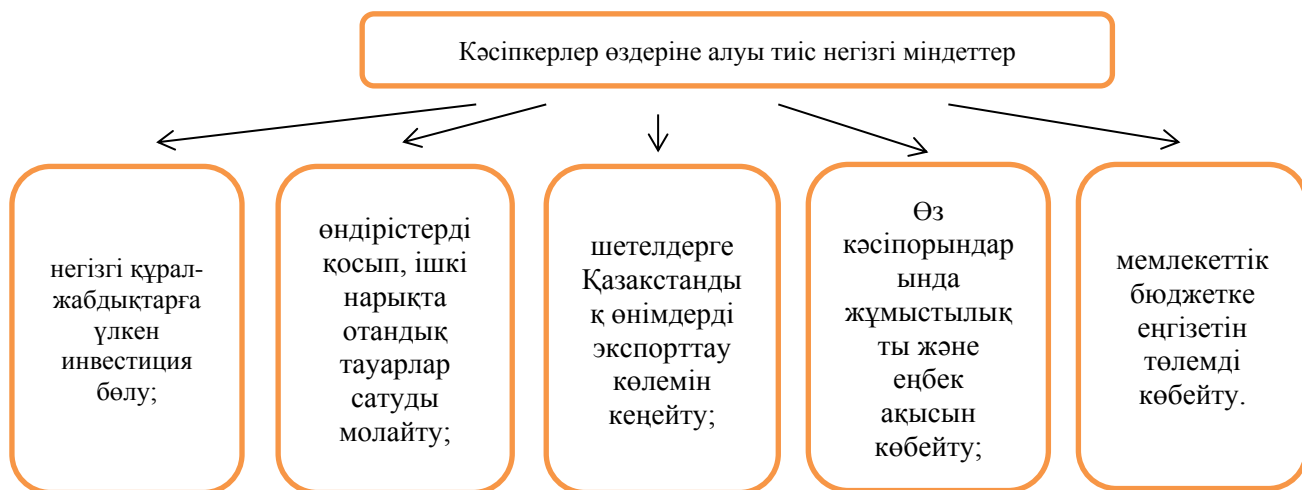 Кәсіпкерлер өздеріне алуы тиіс негізгі міндеттер
негізгі құрал-
жабдықтарға
үлкен
инвестиция
бөлу;
өндірістерді
қосып, ішкі
нарықта
отандық
тауарлар
сатуды
молайту;
шетелдерге
Қазакстанды
қ өнімдерді
экспорттау
көлемін
кеңейту;
Өз
кәсіпорындар
ында
жұмыстылық
ты және
еңбек
ақысын
көбейту;
мемлекеттік
бюджетке
еңгізетін
төлемді
көбейту.